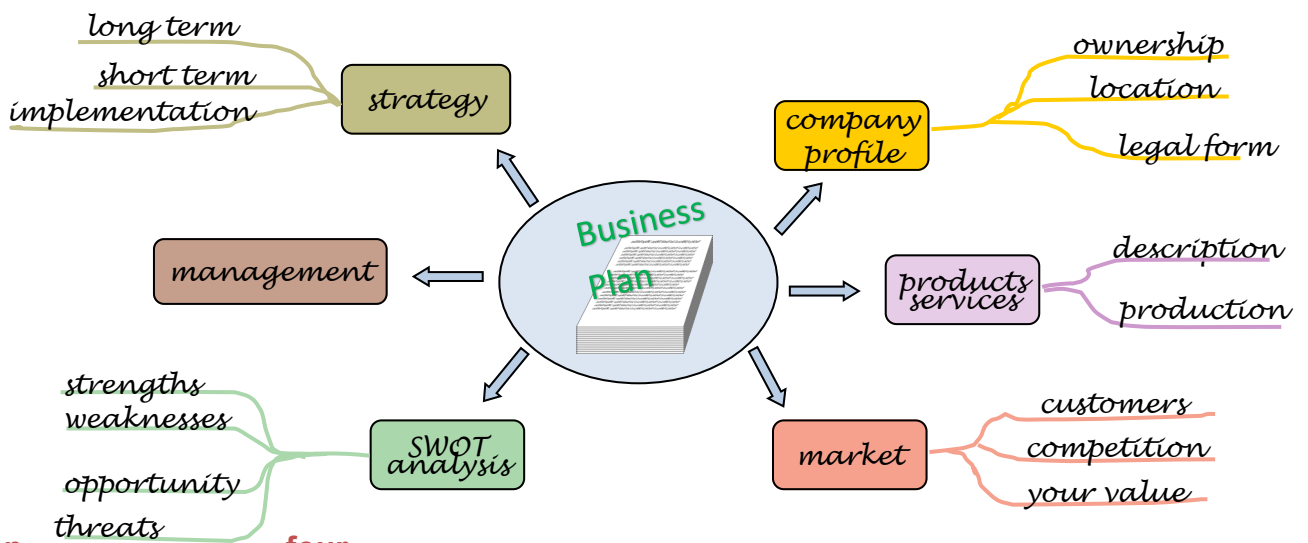 long term
short term
implementation
strategy
ownership
location
legal form
company
profile
Business
Plan
management
description
production
products
services
strengths
weaknesses
opportunity
threats
SWOT
analysis
customers
competition
your value
market
four